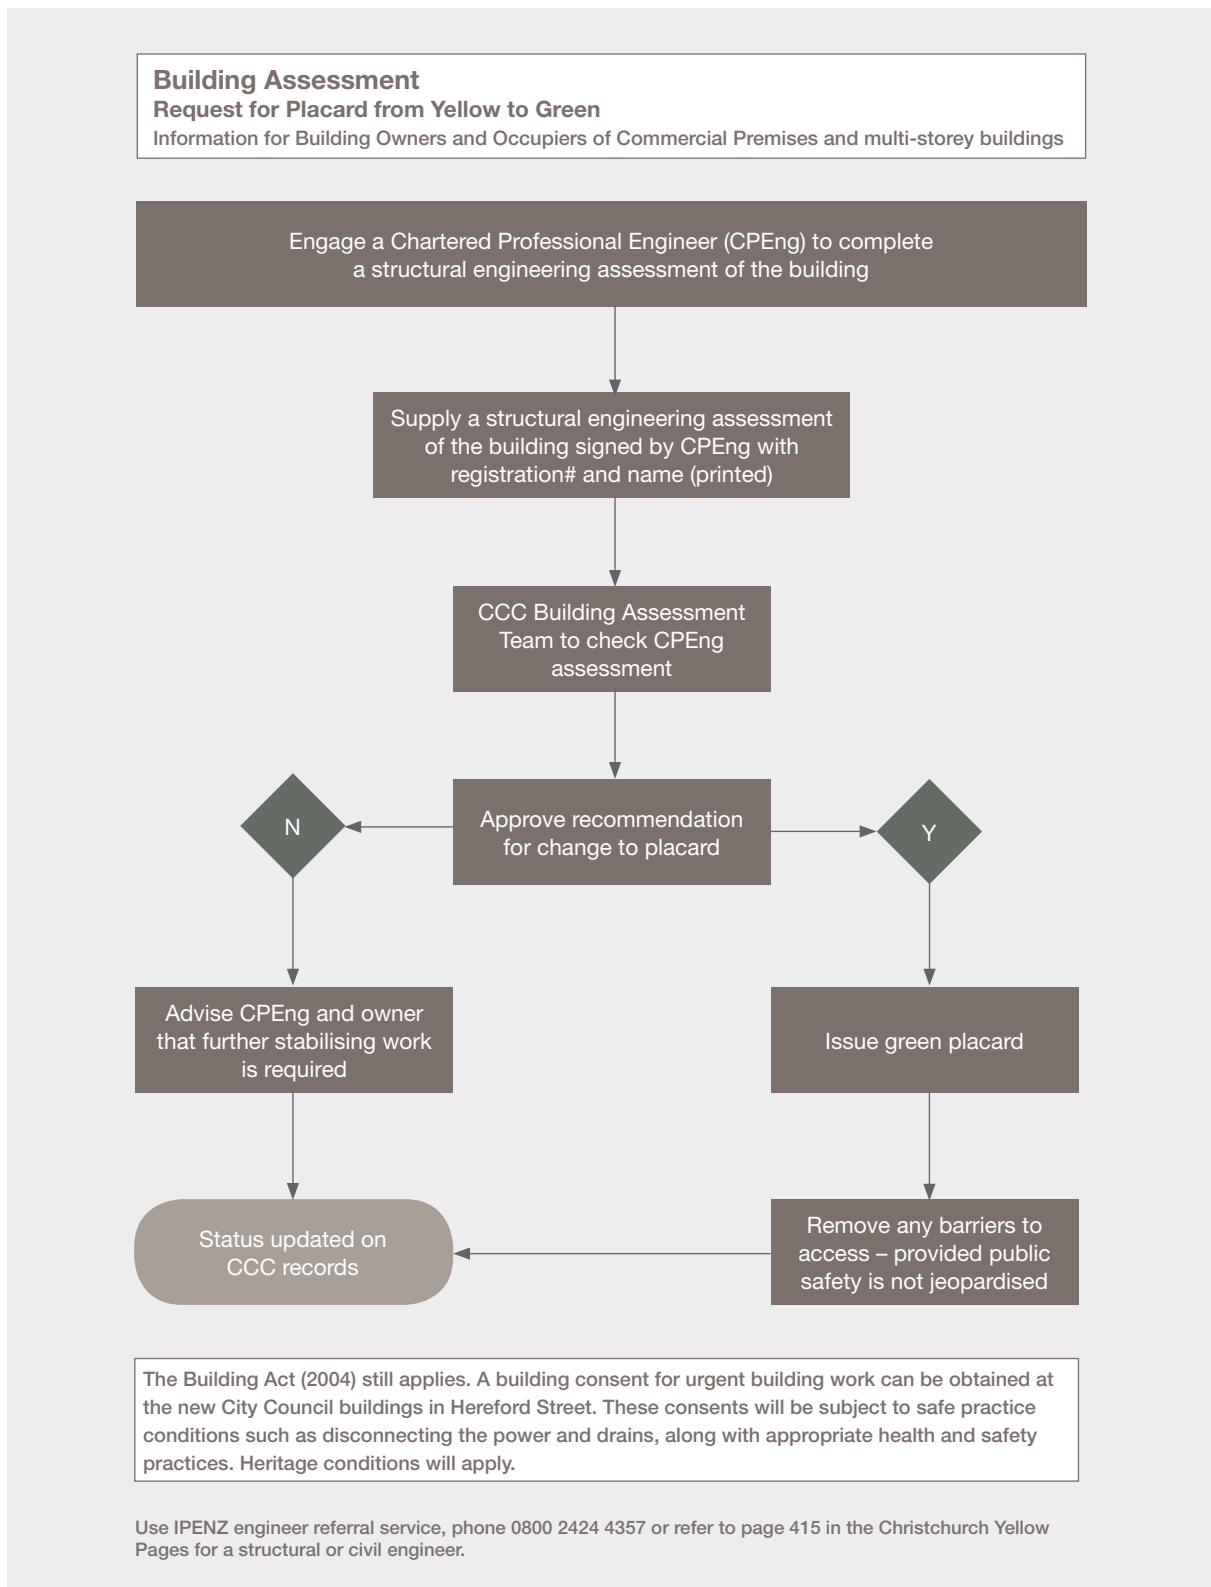 Building Assessment
Request for Placard from Yellow to Green
Information for Building Owners and Occupiers of Commercial Premises and multi-storey buildings
Engage a Chartered Professional Engineer (CPEng) to complete
a structural engineering assessment of the building
Supply a structural engineering assessment
of the building signed by CPEng with
registration# and name (printed)
CCC Building Assessment
Team to check CPEng
assessment
N
Approve recommendation
for change to placard
Y
Advise CPEng and owner
that further stabilising work
is required
Issue green placard
Status updated on
CCC records
Remove any barriers to
access – provided public
safety is not jeopardised
The Building Act (2004) still applies. A building consent for urgent building work can be obtained at
the new City Council buildings in Hereford Street. These consents will be subject to safe practice
conditions such as disconnecting the power and drains, along with appropriate health and safety
practices. Heritage conditions will apply.
Use IPENZ engineer referral service, phone 0800 2424 4357 or refer to page 415 in the Christchurch Yellow
Pages for a structural or civil engineer.